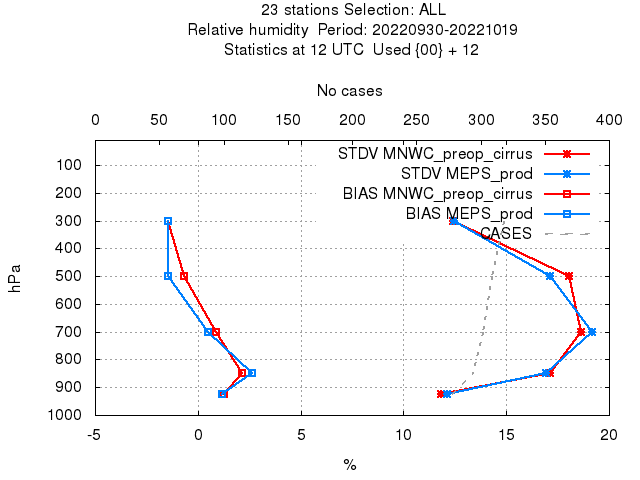 23 stations Selection: ALL
Relative humidity  Period: 20220930-20221019
Statistics at 12 UTC  Used {00} + 12
No cases
0 50 100 150 200 250 300 350 400
STDV MNWC_preop_cirrus
STDV MEPS_prod
BIAS MNWC_preop_cirrus
BIAS MEPS_prod
CASES
100
200
300
400
500
600
700
800
900
1000
hPa
-5 0 5 10 15 20
%